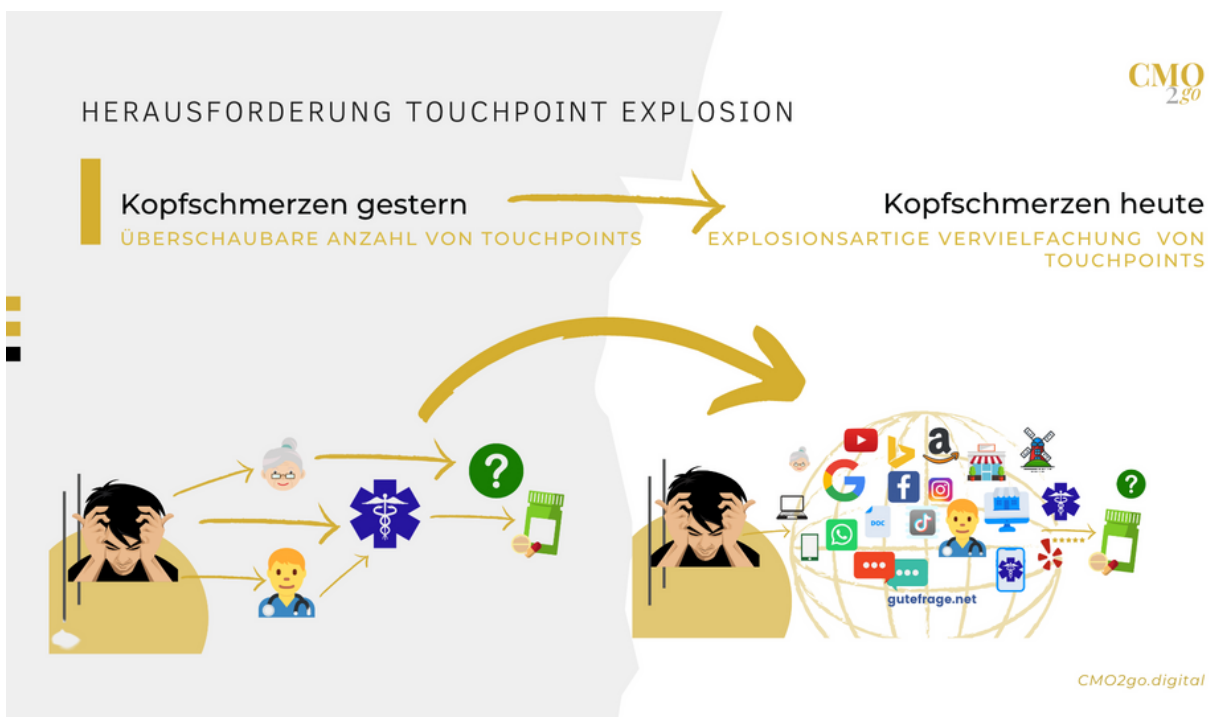 CMO
2go
HERAUSFORDERUNG TOUCHPOINT EXPLOSION
Kopfschmerzen gestern
ÜBERSCHAUBARE ANZAHL VON TOUCHPOINTS
Kopfschmerzen heute
EXPLOSIONSARTIGE VERVIELFACHUNG VON
TOUCHPOINTS
?
a
?
G
f
DOC
gutefrage.net
CMO2go.digital